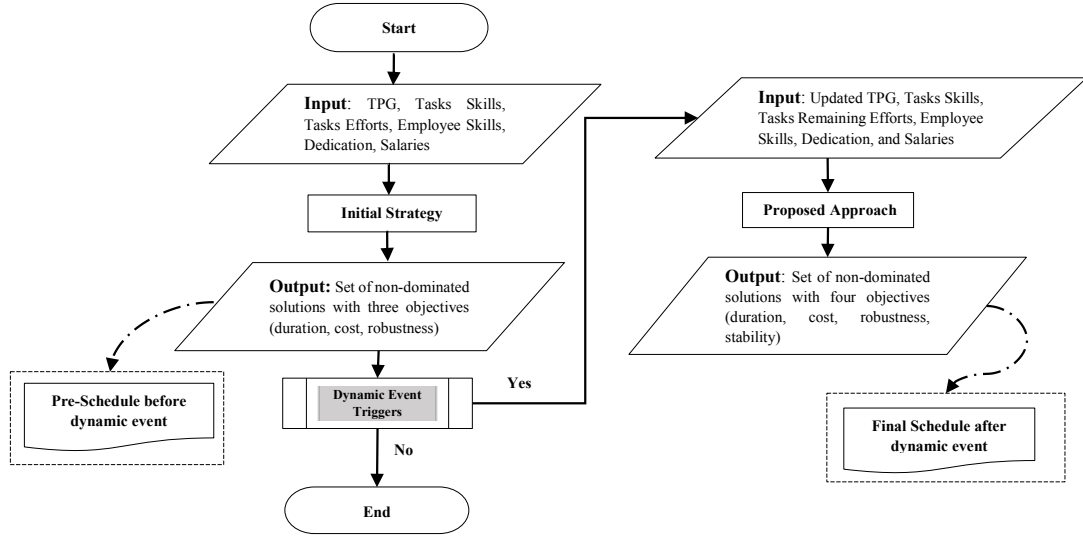 Start
Input: TPG, Tasks Skills,
Tasks Efforts, Employee Skills,
Dedication, Salaries
Initial Strategy
Output: Set of non-dominated
solutions with three objectives
(duration, cost, robustness)
Pre-Schedule before
dynamic event
Dynamic Event
Triggers
Yes
No
End
Input: Updated TPG, Tasks Skills,
Tasks Remaining Efforts, Employee
Skills, Dedication, and Salaries
Proposed Approach
Output: Set of non-dominated
solutions with four objectives
(duration, cost, robustness,
stability)
Final Schedule after
dynamic event